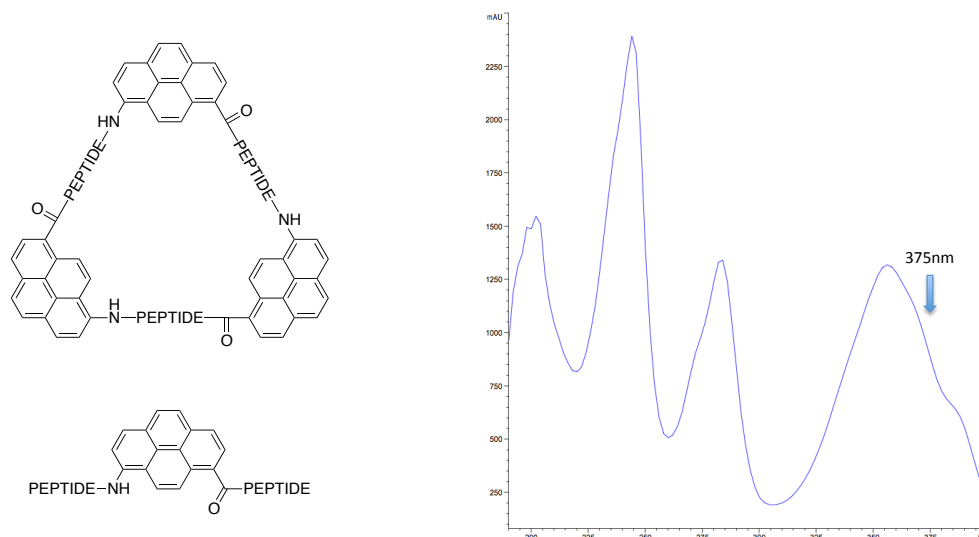 O
HN
PEPTIDE
PEPTIDE
O
NH
H
N
PEPTIDE
O
PEPTIDE
NH
PEPTIDE
O
mAU
2250
2000
1750
1500
1250
1000
750
500
250
375nm